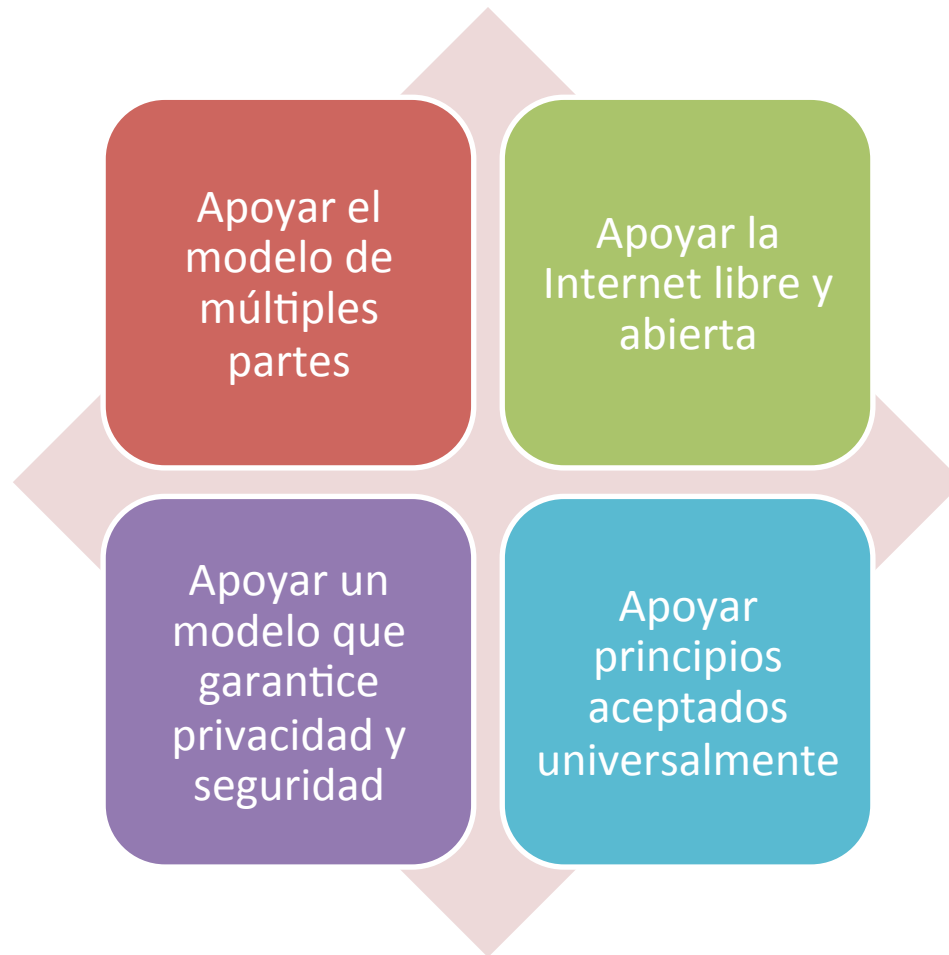 Apoyar el
modelo de
múltiples
partes
Apoyar la
Internet libre y
abierta
Apoyar un
modelo que
garantice
privacidad y
seguridad
Apoyar
principios
aceptados
universalmente